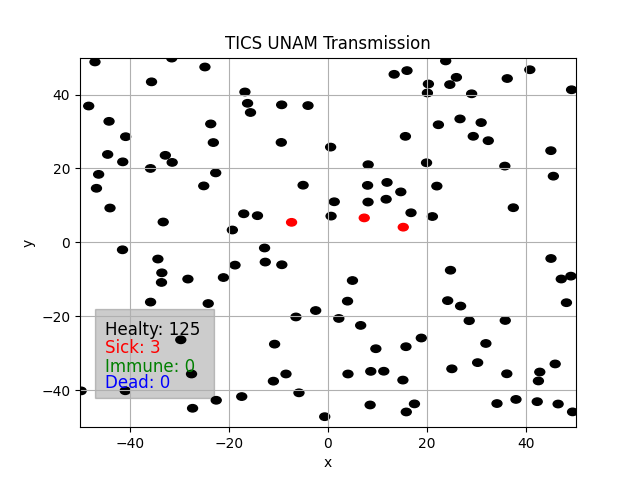 TICS UNAM Transmission
y
40
20
0
−20
−40
Healty: 125
Sick: 3
Immune: 0
Dead: 0
−40
−20
0
20
40
x